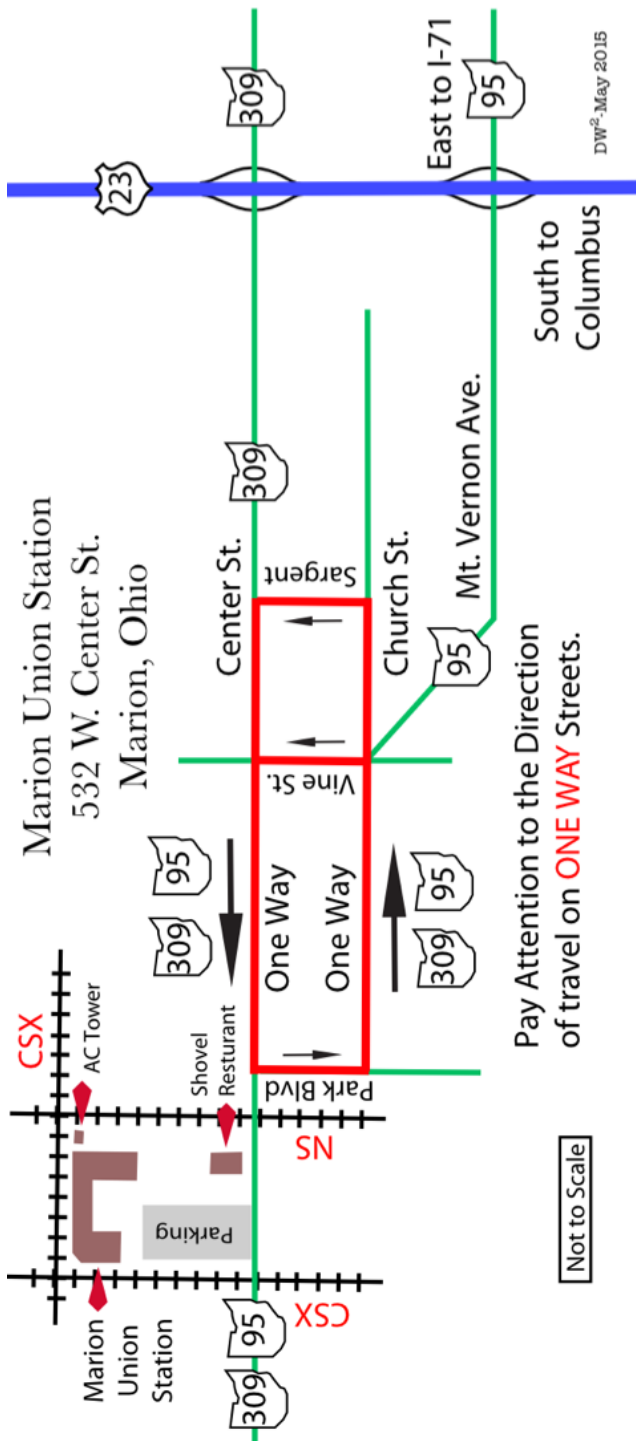 Marion Union Station
532 W. Center St.
Marion, Ohio
CSX
AC Tower
Marion
Union
Station
Shovel
Resturant
Parking
NS
CSX
309
95
309
95
One Way
One Way
309
95
Park Blvd
Vine St.
Center St.
Sargent
Church St.
309
95
Mt. Vernon Ave.
23
309
East to I-71
95
South to
Columbus
Pay Attention to the Direction
of travel on ONE WAY Streets.
Not to Scale
DW²-May 2015